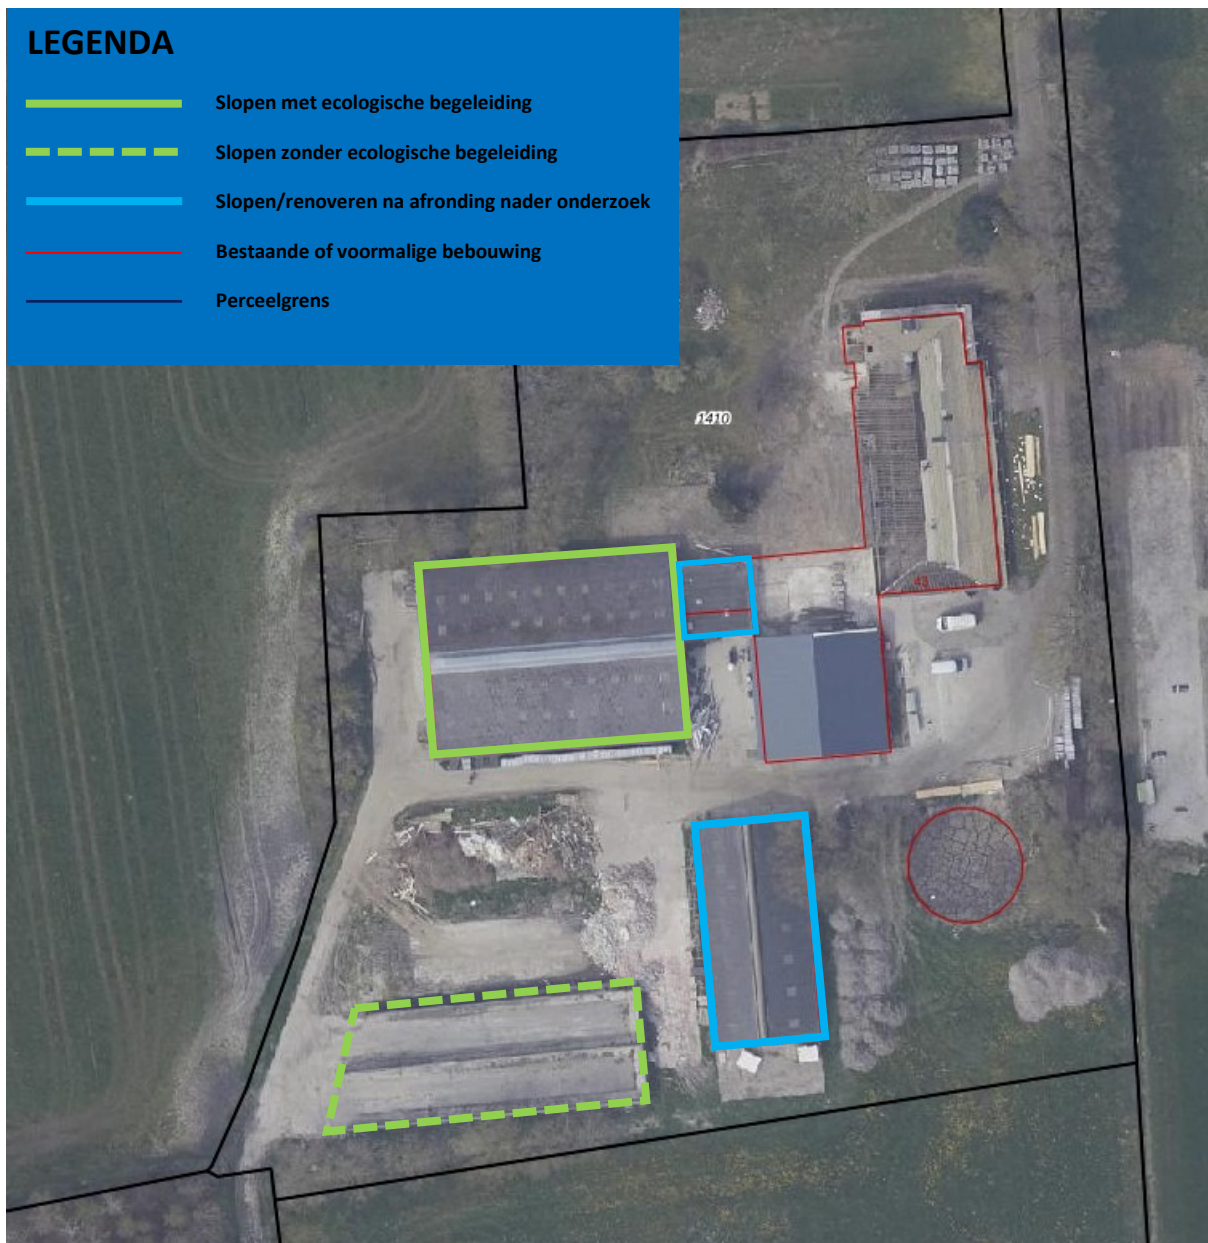 LEGENDA
Slopen met ecologische begeleiding
Slopen zonder ecologische begeleiding
Slopen/renoveren na afronding nader onderzoek
Bestaande of voormalige bebouwing
Perceelgrens
1410
43